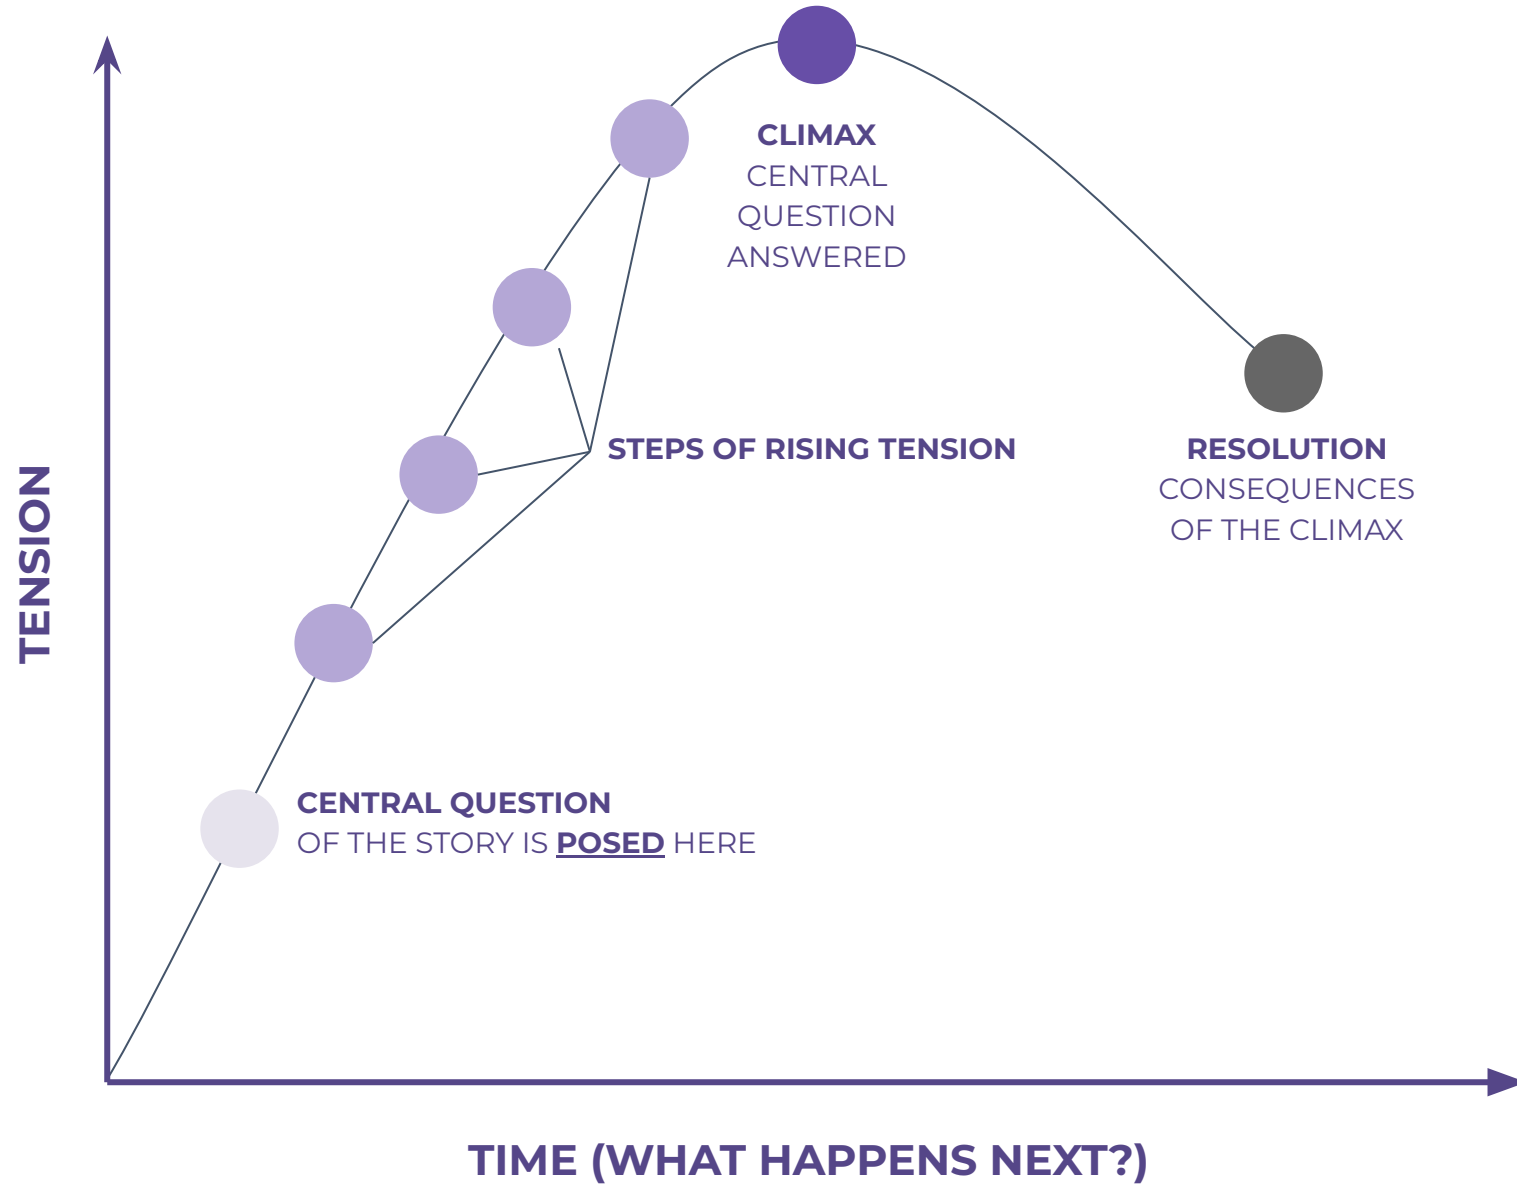 CLIMAX
CENTRAL
QUESTION
ANSWERED
STEPS OF RISING TENSION
RESOLUTION
CONSEQUENCES
OF THE CLIMAX
TENSION
CENTRAL QUESTION
OF THE STORY IS POSED HERE
TIME (WHAT HAPPENS NEXT?)